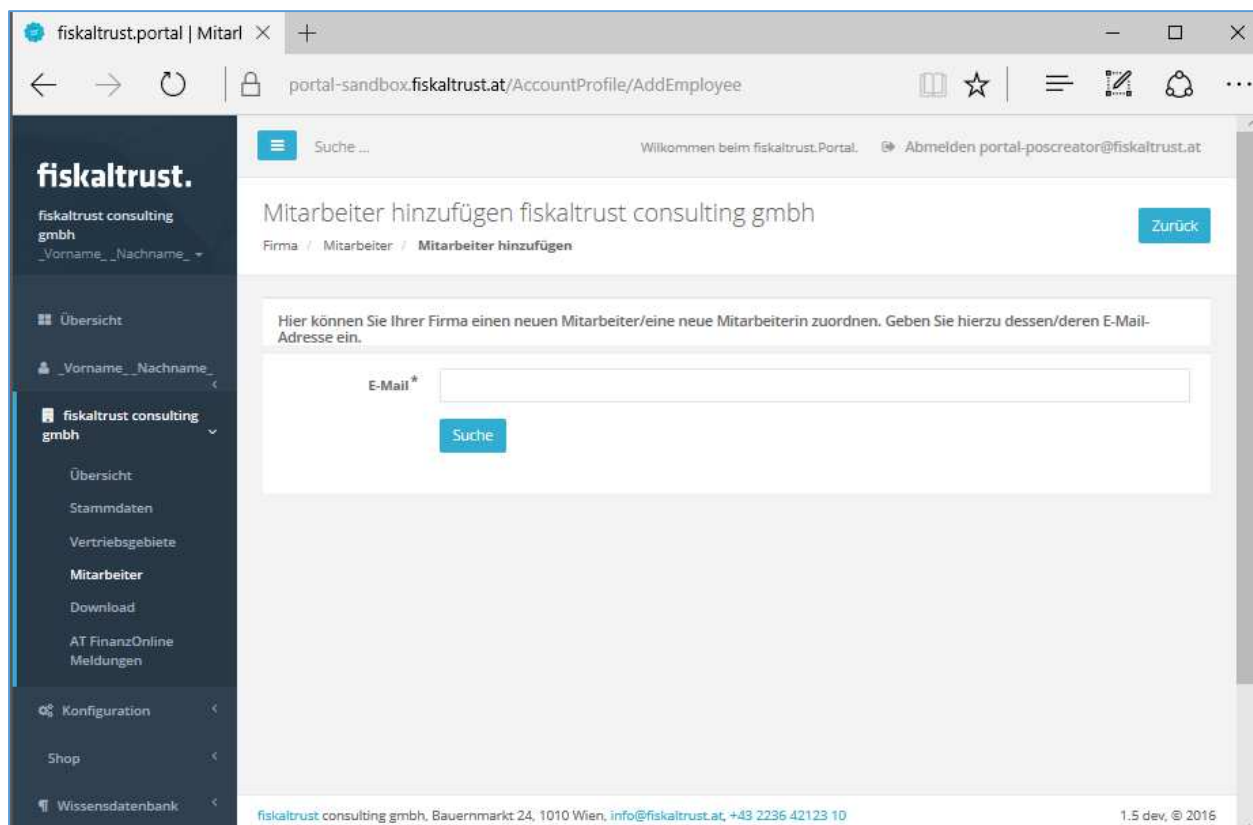 fiskaltrust.portal | Mitarl
portal-sandbox.fiskaltrust.at/AccountProfile/AddEmployee
fiskaltrust.
fiskaltrust consulting
gmbh
_Vorname_ _Nachname_
Übersicht
_Vorname_ _Nachname_
fiskaltrust consulting
gmbh
Übersicht
Stammdaten
Vertriebsgebiete
Mitarbeiter
Download
AT FinanzOnline
Meldungen
Konfiguration
Shop
Wissensdatenbank
Suche ...
Wilkommen beim fiskaltrust.Portal.
Abmelden portal-poscreator@fiskaltrust.at
Mitarbeiter hinzufügen fiskaltrust consulting gmbh
Zurück
Firma / Mitarbeiter / Mitarbeiter hinzufügen
Hier können Sie Ihrer Firma einen neuen Mitarbeiter/eine neue Mitarbeiterin zuordnen. Geben Sie hierzu dessen/deren E-Mail-
Adresse ein.
E-Mail*
Suche
fiskaltrust consulting gmbh, Bauernmarkt 24, 1010 Wien, info@fiskaltrust.at, +43 2236 42123 10
1.5 dev, © 2016